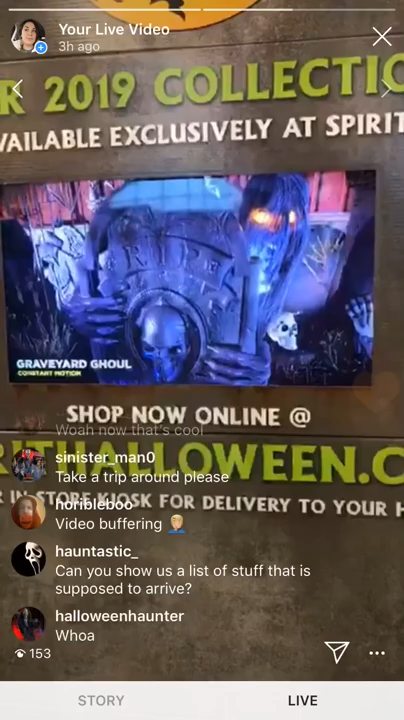 Your Live Video
3h ago
R 2019 COLLECTIO
VAILABLE EXCLUSIVELY AT SPIRIT
R.I.P.
GRAVEYARD GHOUL
CONSTANT MOTION
SHOP NOW ONLINE @
Woah now that's cool
sinister_man0
RITHALLOWEEN.C
Take a trip around please
R IN-STORE KIOSK FOR DELIVERY TO YOUR H
horibleboo
Video buffering 🤦🏼‍♂️
hauntastic_
Can you show us a list of stuff that is
supposed to arrive?
halloweenhaunter
Whoa
153
STORY
LIVE